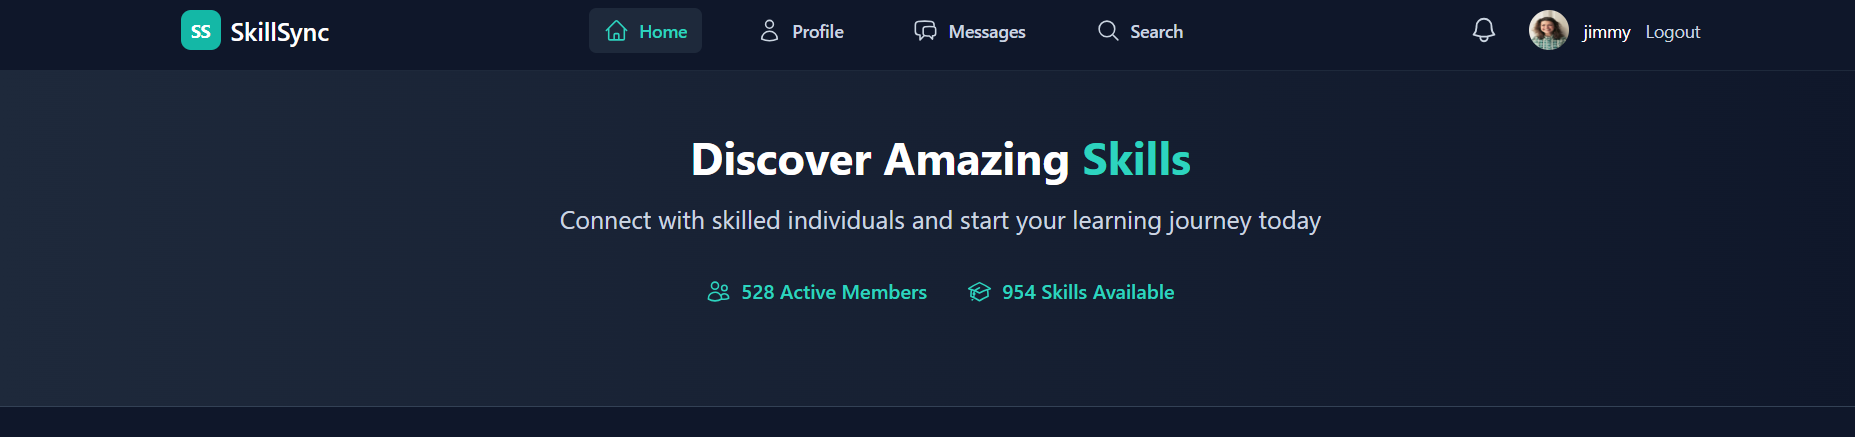 SS SkillSync Home Profile Messages Search jimmy Logout
Discover Amazing Skills
Connect with skilled individuals and start your learning journey today
528 Active Members 954 Skills Available